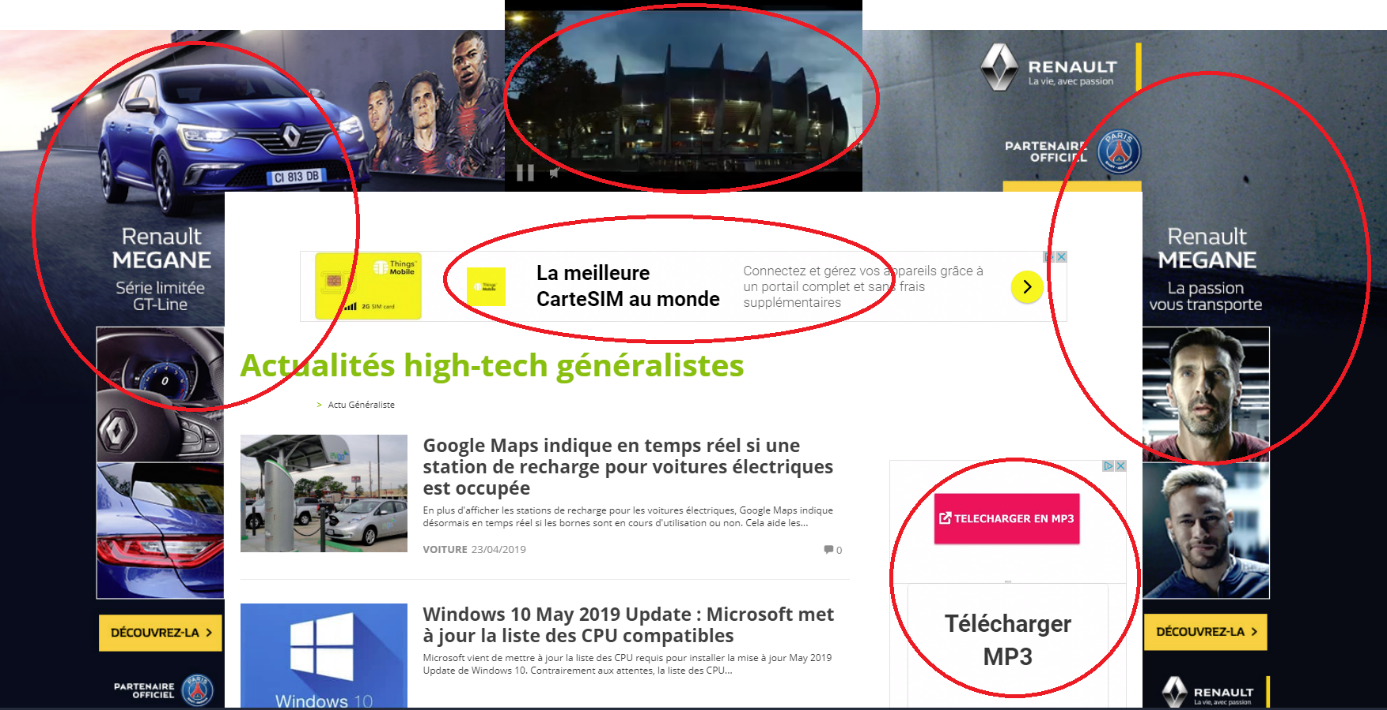 CI 813 DB
RENAULT
La vie, avec passion
PARTENAIRE
OFFICIEL
PARIS
Renault
MEGANE
Série limitée
GT-Line
DÉCOUVREZ-LA >
PARTENAIRE
OFFICIEL
PARIS
Things
Mobile
2G SIM card
La meilleure
CarteSIM au monde
Connectez et gérez vos appareils grâce à
un portail complet et sans frais
supplémentaires
Actualités high-tech généralistes
> Actu Généraliste
Google Maps indique en temps réel si une
station de recharge pour voitures électriques
est occupée
En plus d'afficher les stations de recharge pour les voitures électriques, Google Maps indique
désormais en temps réel si les bornes sont en cours d'utilisation ou non. Cela aide les...
VOITURE 23/04/2019
0
Windows 10 May 2019 Update : Microsoft met
à jour la liste des CPU compatibles
Microsoft vient de mettre à jour la liste des CPU requis pour installer la mise à jour May 2019
Update de Windows 10. Contrairement aux attentes, la liste des CPU...
Windows 10
TELECHARGER EN MP3
Télécharger
MP3
Renault
MEGANE
La passion
vous transporte
DÉCOUVREZ-LA >
RENAULT
La vie, avec passion